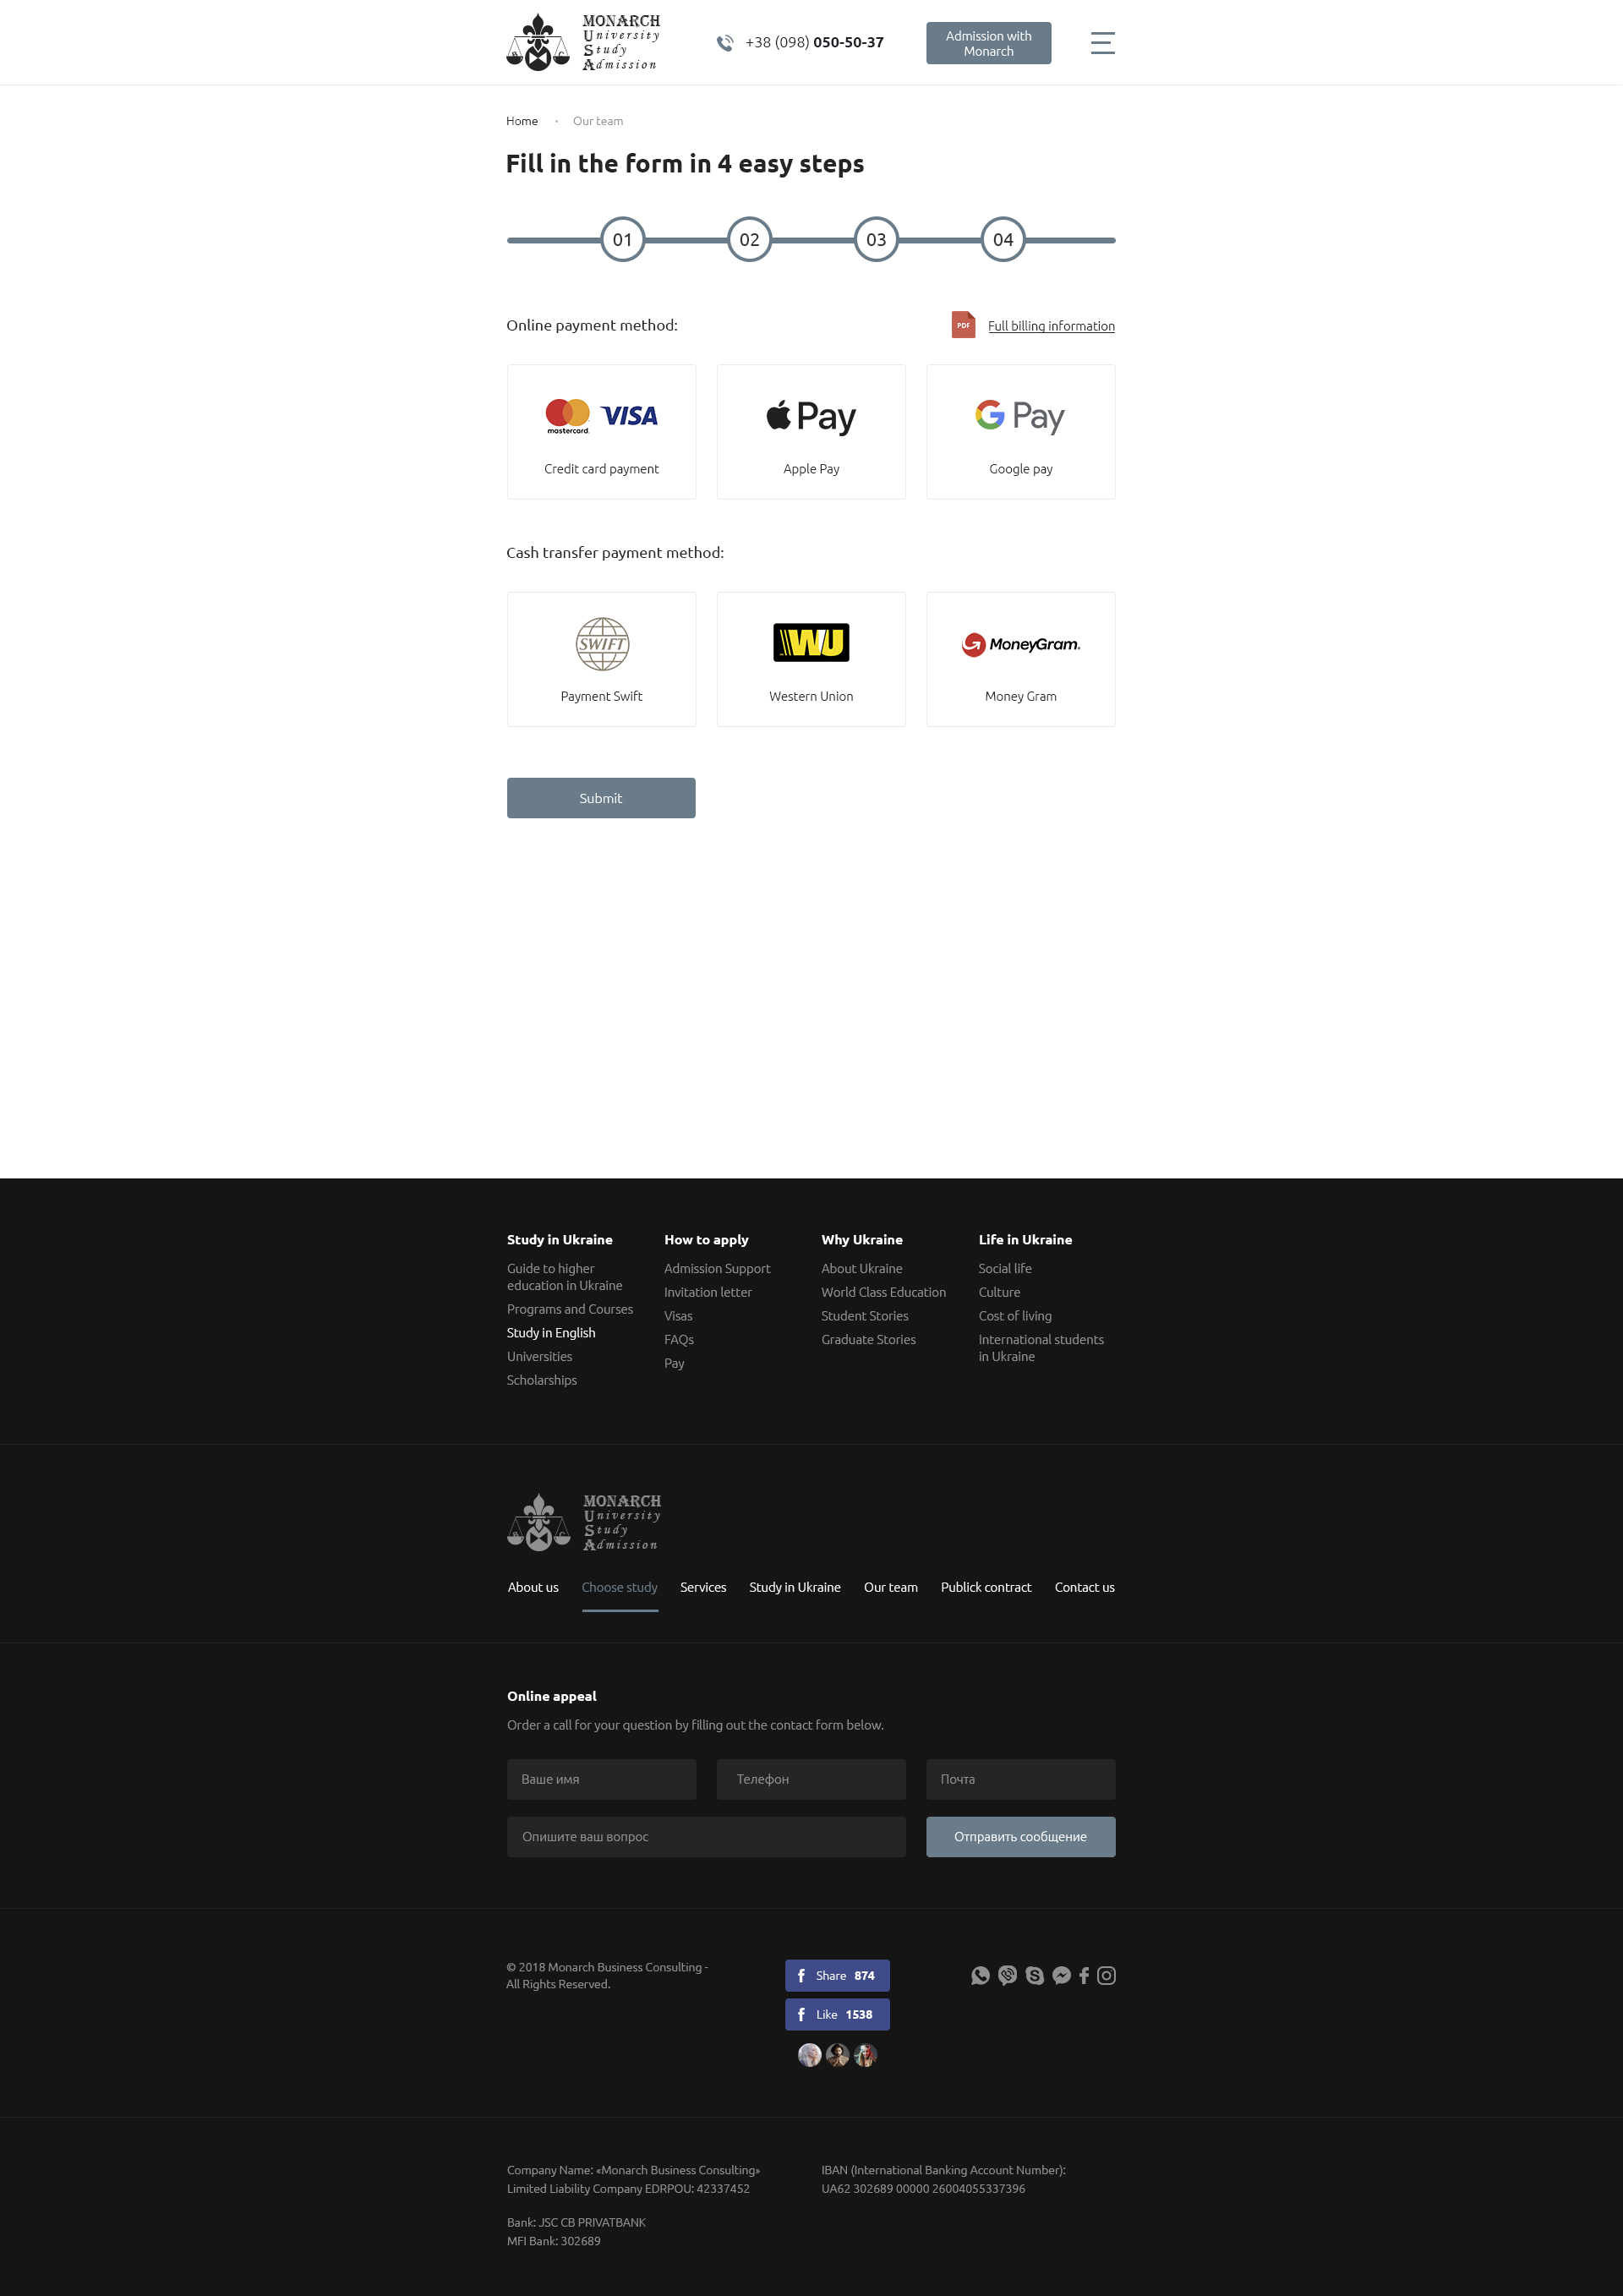 MONARCH
University
Study
Admission
+38 (098) 050-50-37
Admission with
Monarch
Home • Our team
Fill in the form in 4 easy steps
01 02 03 04
Online payment method:
PDF Full billing information
mastercard. VISA
Credit card payment
Pay
Apple Pay
G Pay
Google pay
Cash transfer payment method:
SWIFT
Payment Swift
WU
Western Union
MoneyGram.
Money Gram
Submit
Study in Ukraine
Guide to higher
education in Ukraine
Programs and Courses
Study in English
Universities
Scholarships
How to apply
Admission Support
Invitation letter
Visas
FAQs
Pay
Why Ukraine
About Ukraine
World Class Education
Student Stories
Graduate Stories
Life in Ukraine
Social life
Culture
Cost of living
International students
in Ukraine
MONARCH
University
Study
Admission
About us Choose study Services Study in Ukraine Our team Publick contract Contact us
Online appeal
Order a call for your question by filling out the contact form below.
Ваше имя Телефон Почта
Опишите ваш вопрос Отправить сообщение
© 2018 Monarch Business Consulting -
All Rights Reserved.
f Share 874
f Like 1538
Company Name: «Monarch Business Consulting»
Limited Liability Company EDRPOU: 42337452
Bank: JSC CB PRIVATBANK
MFI Bank: 302689
IBAN (International Banking Account Number):
UA62 302689 00000 26004055337396